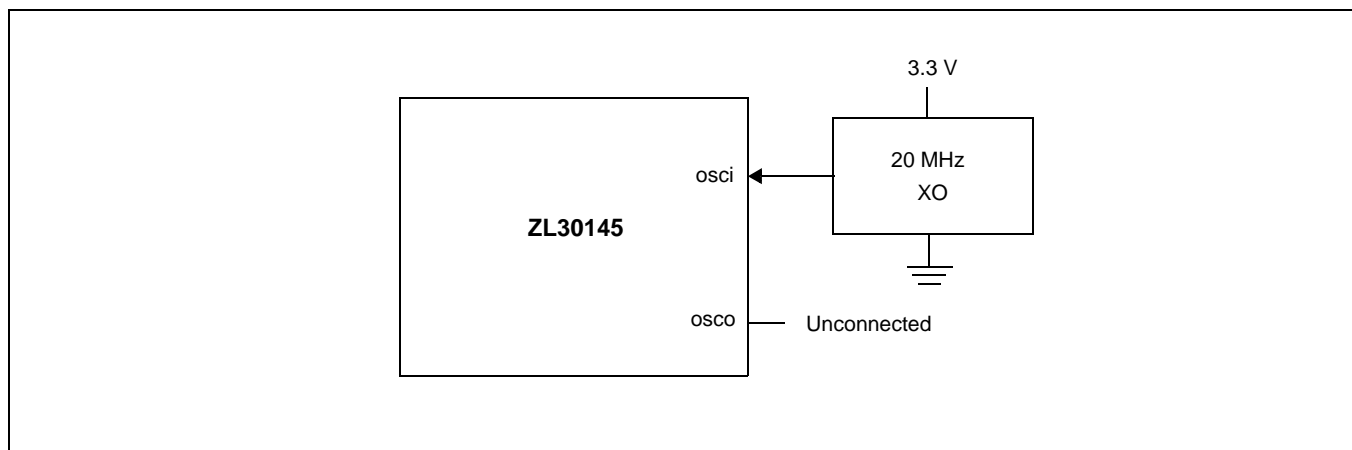 3.3 V
20 MHz
XO
osci
ZL30145
osco
Unconnected